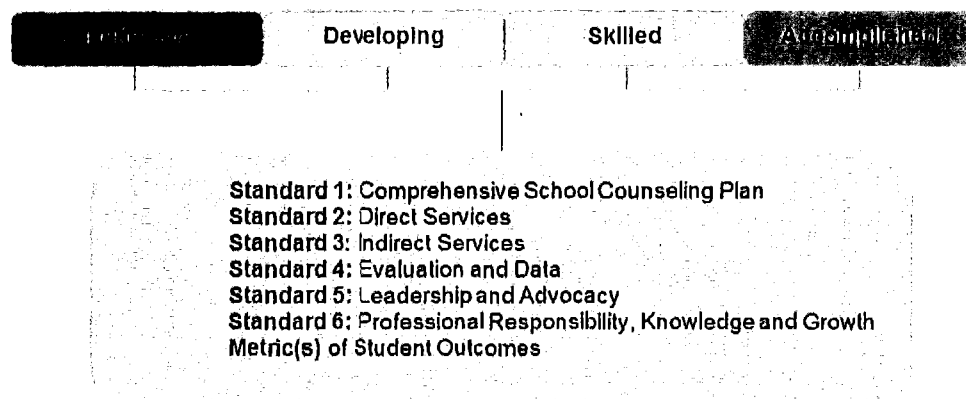 Developing
Skilled
Accomplished
Standard 1: Comprehensive School Counseling Plan
Standard 2: Direct Services
Standard 3: Indirect Services
Standard 4: Evaluation and Data
Standard 5: Leadership and Advocacy
Standard 6: Professional Responsibility, Knowledge and Growth
Metric(s) of Student Outcomes